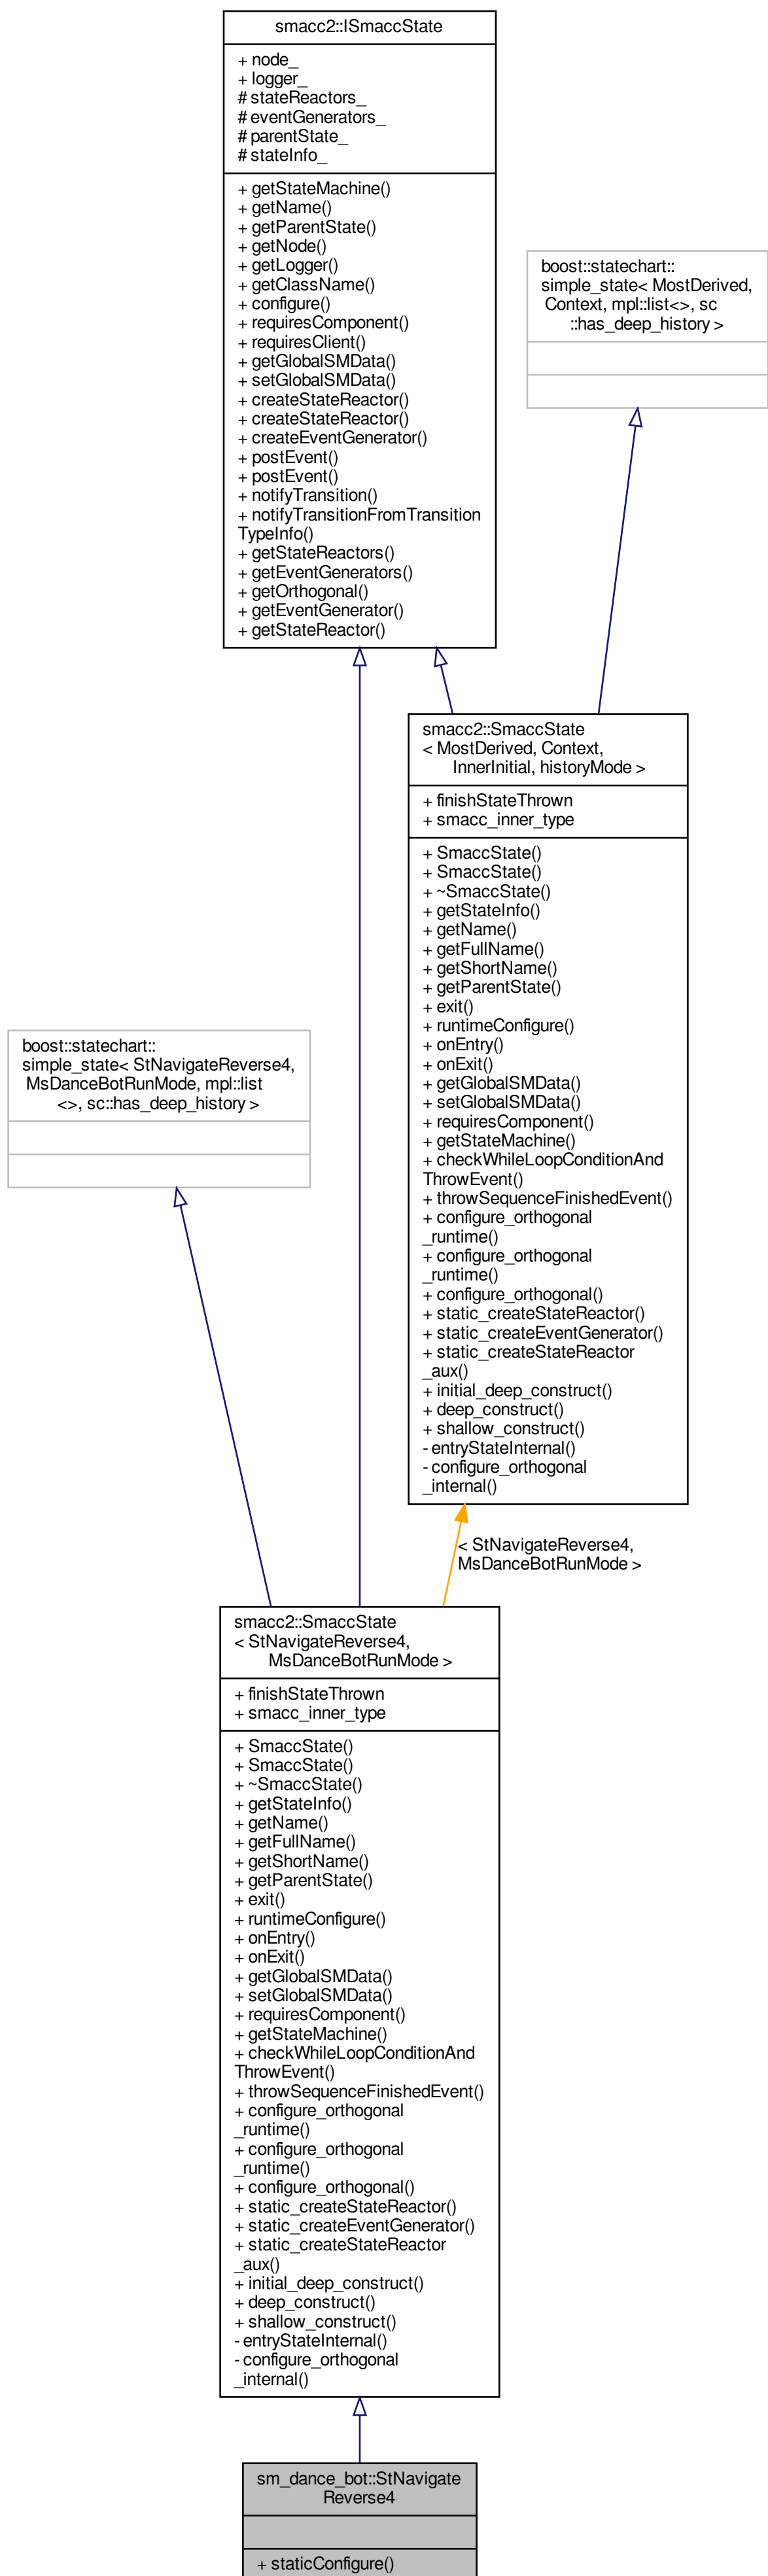 smacc2::ISmaccState
+ node_
+ logger_
# stateReactors_
# eventGenerators_
# parentState_
# stateInfo_
+ getStateMachine()
+ getName()
+ getParentState()
+ getNode()
+ getLogger()
+ getClassName()
+ configure()
+ requiresComponent()
+ requiresClient()
+ getGlobalSMData()
+ setGlobalSMData()
+ createStateReactor()
+ createStateReactor()
+ createEventGenerator()
+ postEvent()
+ postEvent()
+ notifyTransition()
+ notifyTransitionFromTransition
TypeInfo()
+ getStateReactors()
+ getEventGenerators()
+ getOrthogonal()
+ getEventGenerator()
+ getStateReactor()
boost::statechart::
simple_state< MostDerived,
Context, mpl::list<>, sc
::has_deep_history >
smacc2::SmaccState
< MostDerived, Context,
InnerInitial, historyMode >
+ finishStateThrown
+ smacc_inner_type
+ SmaccState()
+ SmaccState()
+ ~SmaccState()
+ getStateInfo()
+ getName()
+ getFullName()
+ getShortName()
+ getParentState()
+ exit()
+ runtimeConfigure()
+ onEntry()
+ onExit()
+ getGlobalSMData()
+ setGlobalSMData()
+ requiresComponent()
+ getStateMachine()
+ checkWhileLoopConditionAnd
ThrowEvent()
+ throwSequenceFinishedEvent()
+ configure_orthogonal
_runtime()
+ configure_orthogonal
_runtime()
+ configure_orthogonal()
+ static_createStateReactor()
+ static_createEventGenerator()
+ static_createStateReactor
_aux()
+ initial_deep_construct()
+ deep_construct()
+ shallow_construct()
- entryStateInternal()
- configure_orthogonal
_internal()
boost::statechart::
simple_state< StNavigateReverse4,
MsDanceBotRunMode, mpl::list
<>, sc::has_deep_history >
< StNavigateReverse4,
MsDanceBotRunMode >
smacc2::SmaccState
< StNavigateReverse4,
MsDanceBotRunMode >
+ finishStateThrown
+ smacc_inner_type
+ SmaccState()
+ SmaccState()
+ ~SmaccState()
+ getStateInfo()
+ getName()
+ getFullName()
+ getShortName()
+ getParentState()
+ exit()
+ runtimeConfigure()
+ onEntry()
+ onExit()
+ getGlobalSMData()
+ setGlobalSMData()
+ requiresComponent()
+ getStateMachine()
+ checkWhileLoopConditionAnd
ThrowEvent()
+ throwSequenceFinishedEvent()
+ configure_orthogonal
_runtime()
+ configure_orthogonal
_runtime()
+ configure_orthogonal()
+ static_createStateReactor()
+ static_createEventGenerator()
+ static_createStateReactor
_aux()
+ initial_deep_construct()
+ deep_construct()
+ shallow_construct()
- entryStateInternal()
- configure_orthogonal
_internal()
sm_dance_bot::StNavigate
Reverse4
+ staticConfigure()